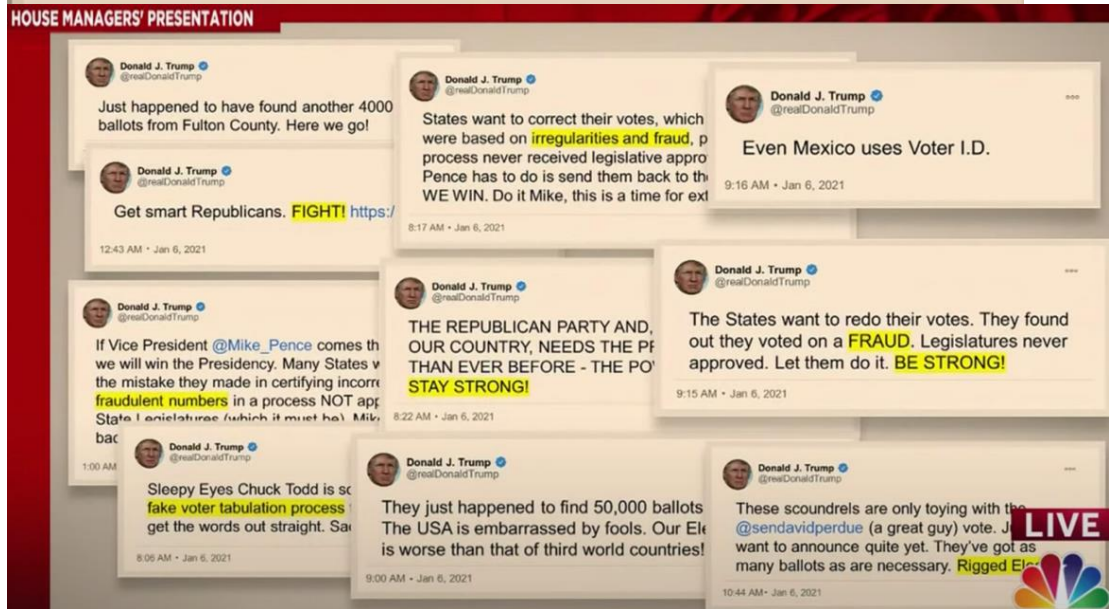 HOUSE MANAGERS' PRESENTATION
Donald J. Trump
@realDonaldTrump
Just happened to have found another 4000
ballots from Fulton County. Here we go!
Donald J. Trump
@realDonaldTrump
Get smart Republicans. FIGHT! https:/
12:43 AM · Jan 6, 2021
Donald J. Trump
@realDonaldTrump
If Vice President @Mike_Pence comes th
we will win the Presidency. Many States
the mistake they made in certifying incorre
fraudulent numbers in a process NOT app
State Legislatures (which it must be). Mik
bac
1:00 AM
Donald J. Trump
@realDonaldTrump
Sleepy Eyes Chuck Todd is so
fake voter tabulation process
get the words out straight. Sa
8:06 AM · Jan 6, 2021
Donald J. Trump
@realDonaldTrump
States want to correct their votes, which
were based on irregularities and fraud, p
process never received legislative appro
Pence has to do is send them back to th
WE WIN. Do it Mike, this is a time for ext
8:17 AM · Jan 6, 2021
Donald J. Trump
@realDonaldTrump
THE REPUBLICAN PARTY AND,
OUR COUNTRY, NEEDS THE PR
THAN EVER BEFORE - THE PO
STAY STRONG!
8:22 AM · Jan 6, 2021
Donald J. Trump
@realDonaldTrump
They just happened to find 50,000 ballots
The USA is embarrassed by fools. Our Ele
is worse than that of third world countries!
9:00 AM · Jan 6, 2021
Donald J. Trump
@realDonaldTrump
Even Mexico uses Voter I.D.
9:16 AM · Jan 6, 2021
Donald J. Trump
@realDonaldTrump
The States want to redo their votes. They found
out they voted on a FRAUD. Legislatures never
approved. Let them do it. BE STRONG!
9:15 AM · Jan 6, 2021
Donald J. Trump
@realDonaldTrump
These scoundrels are only toying with the
@sendavidperdue (a great guy) vote. J
want to announce quite yet. They've got as
many ballots as are necessary. Rigged Ele
10:44 AM · Jan 6, 2021
LIVE